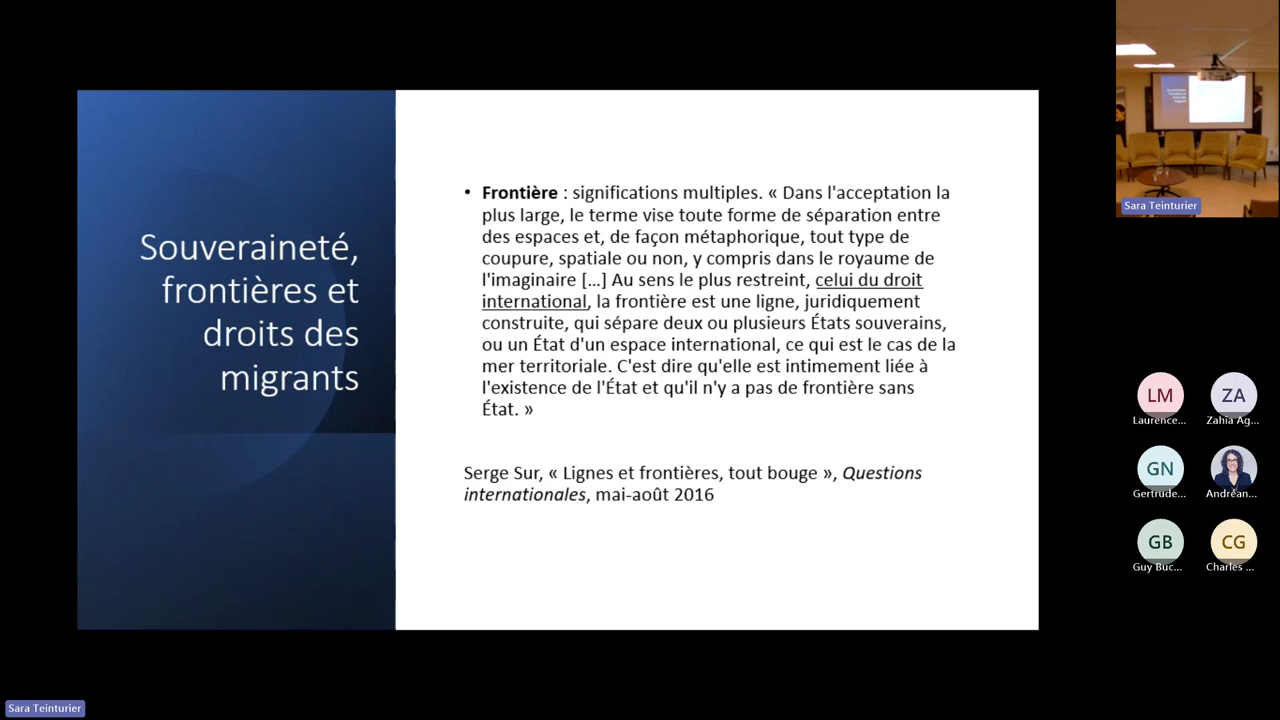 Souveraineté,
frontières et
droits des
migrants
• Frontière : significations multiples. « Dans l'acceptation la
plus large, le terme vise toute forme de séparation entre
des espaces et, de façon métaphorique, tout type de
coupure, spatiale ou non, y compris dans le royaume de
l'imaginaire [...] Au sens le plus restreint, celui du droit
international, la frontière est une ligne, juridiquement
construite, qui sépare deux ou plusieurs États souverains,
ou un État d'un espace international, ce qui est le cas de la
mer territoriale. C'est dire qu'elle est intimement liée à
l'existence de l'État et qu'il n'y a pas de frontière sans
État. »
Serge Sur, « Lignes et frontières, tout bouge », Questions
internationales, mai-août 2016
Sara Teinturier
LM
Laurence...
ZA
Zahia Ag...
GN
Gertrude...
Andréan...
GB
Guy Buc...
CG
Charles ...
Sara Teinturier